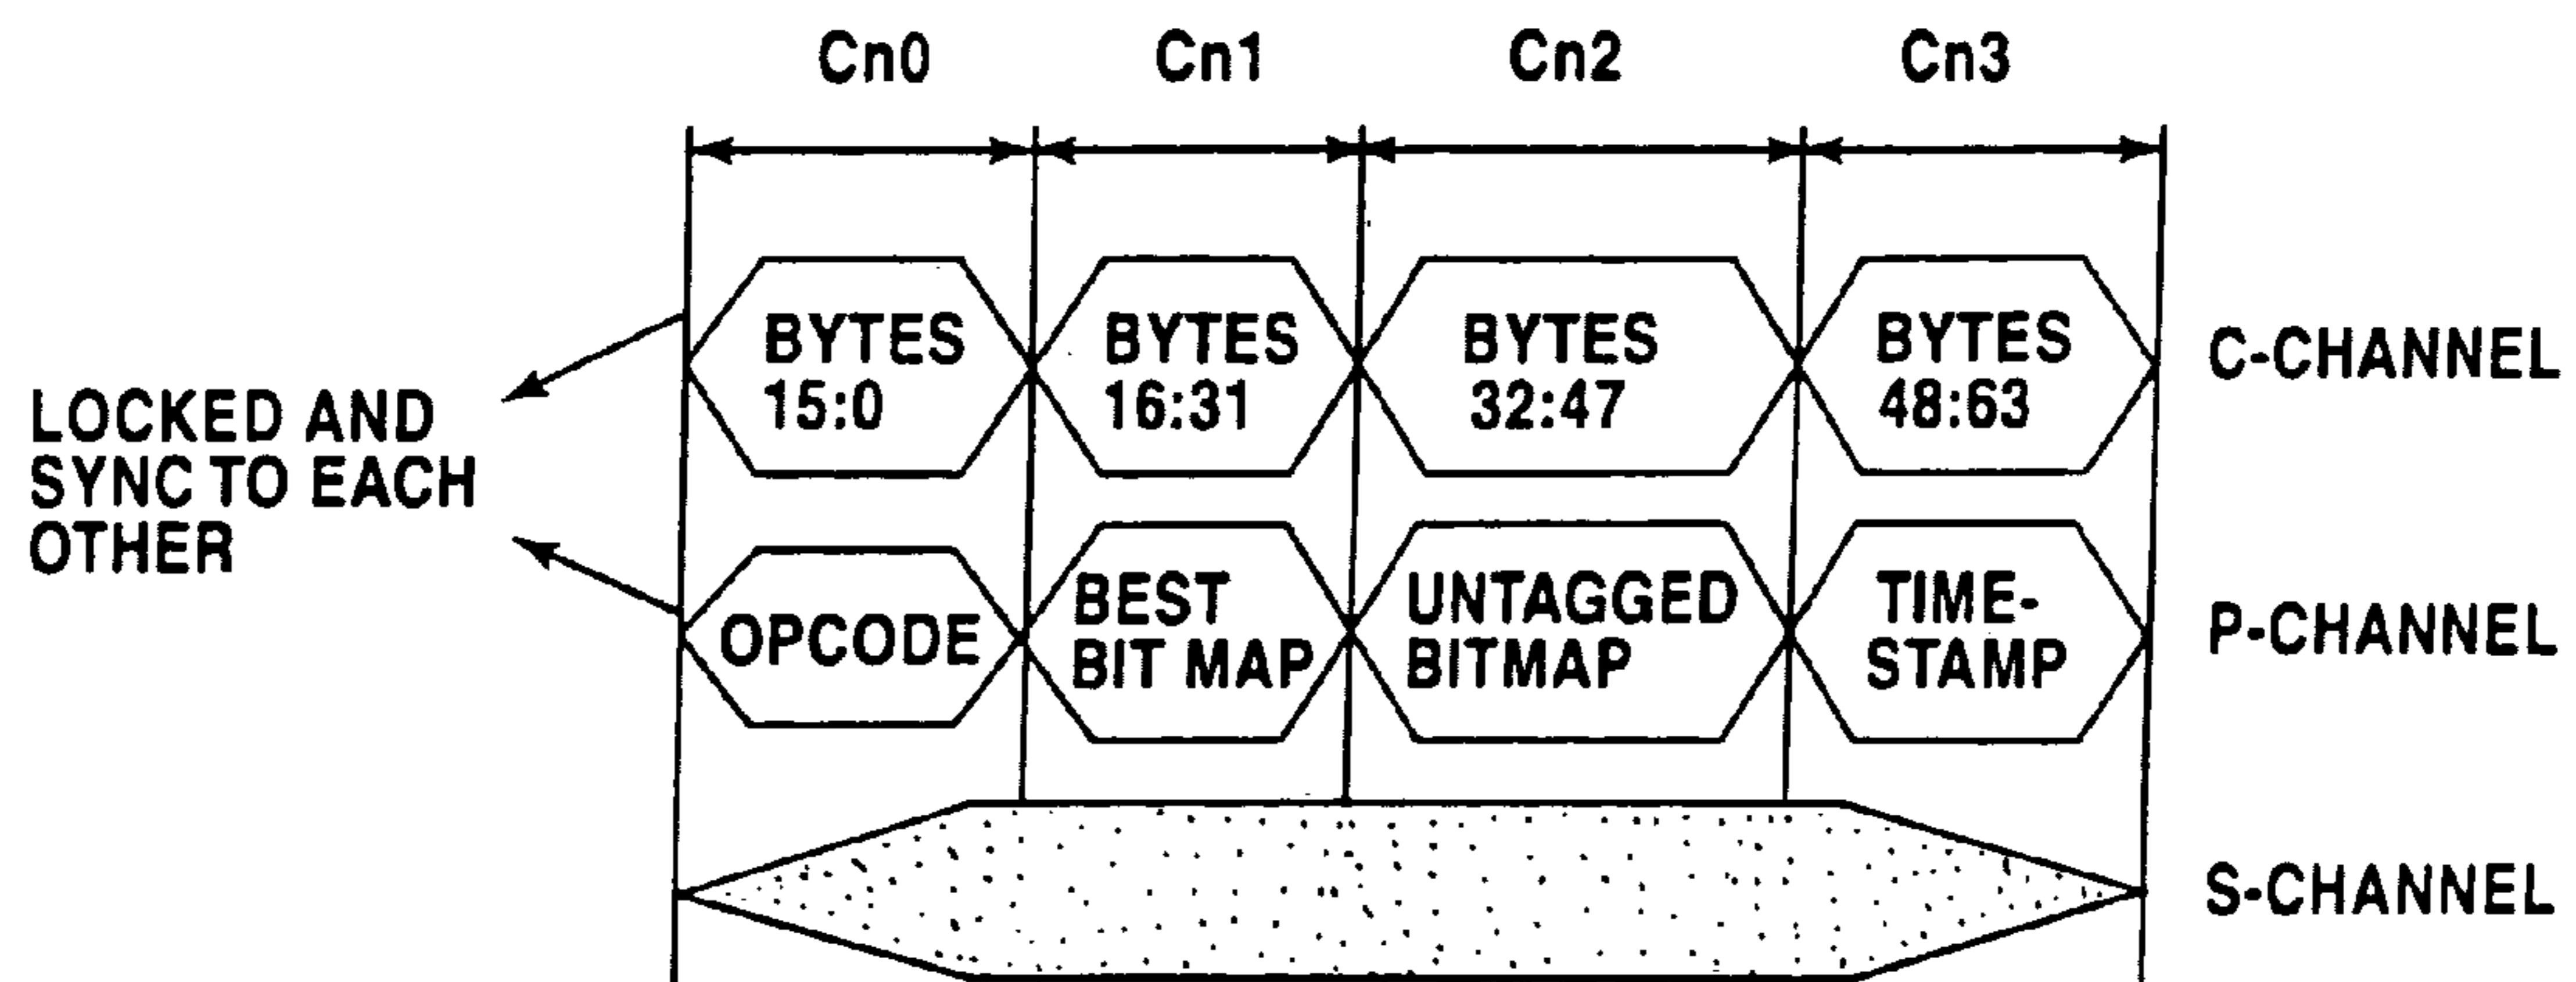 Cn0 Cn1 Cn2 Cn3
BYTES 15:0
BYTES 16:31
BYTES 32:47
BYTES 48:63
C-CHANNEL
LOCKED AND
SYNC TO EACH
OTHER
OPCODE
BEST
BIT MAP
UNTAGGED
BITMAP
TIME-
STAMP
P-CHANNEL
S-CHANNEL